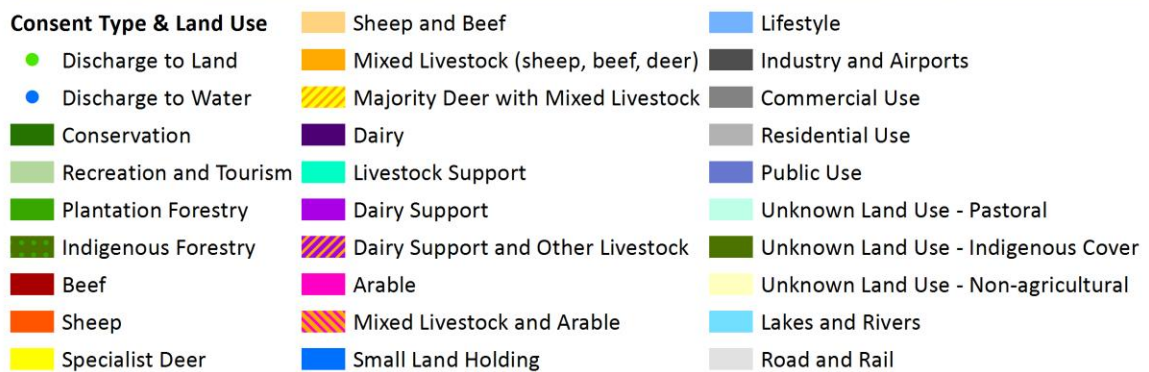 Consent Type & Land Use
Discharge to Land
Discharge to Water
Conservation
Recreation and Tourism
Plantation Forestry
Indigenous Forestry
Beef
Sheep
Specialist Deer
Sheep and Beef
Mixed Livestock (sheep, beef, deer)
Majority Deer with Mixed Livestock
Dairy
Livestock Support
Dairy Support
Dairy Support and Other Livestock
Arable
Mixed Livestock and Arable
Small Land Holding
Lifestyle
Industry and Airports
Commercial Use
Residential Use
Public Use
Unknown Land Use - Pastoral
Unknown Land Use - Indigenous Cover
Unknown Land Use - Non-agricultural
Lakes and Rivers
Road and Rail